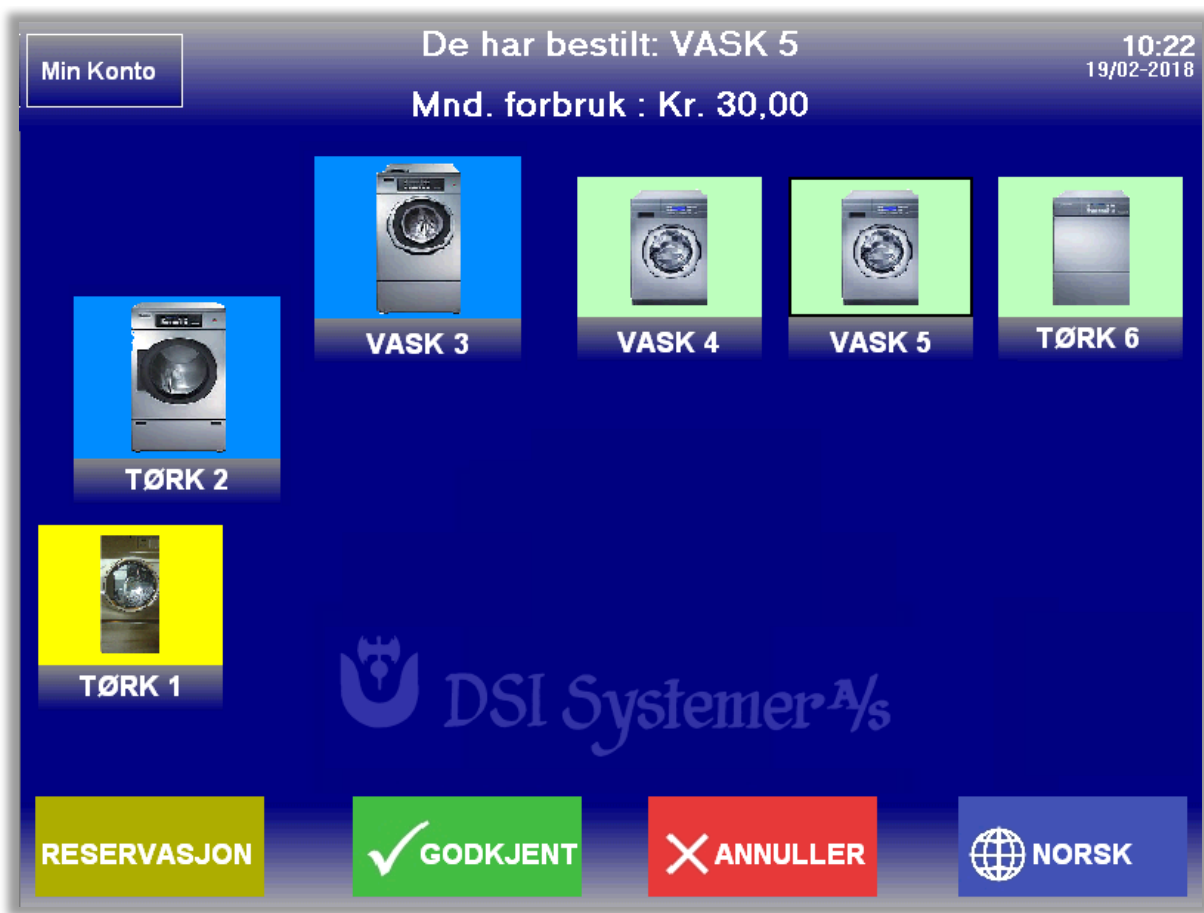 Min Konto
De har bestilt: VASK 5
Mnd. forbruk : Kr. 30,00
10:22
19/02-2018
VASK 3
VASK 4
VASK 5
TØRK 6
TØRK 2
TØRK 1
DSI Systemer A/s
RESERVASJON
GODKJENT
ANNULLER
NORSK